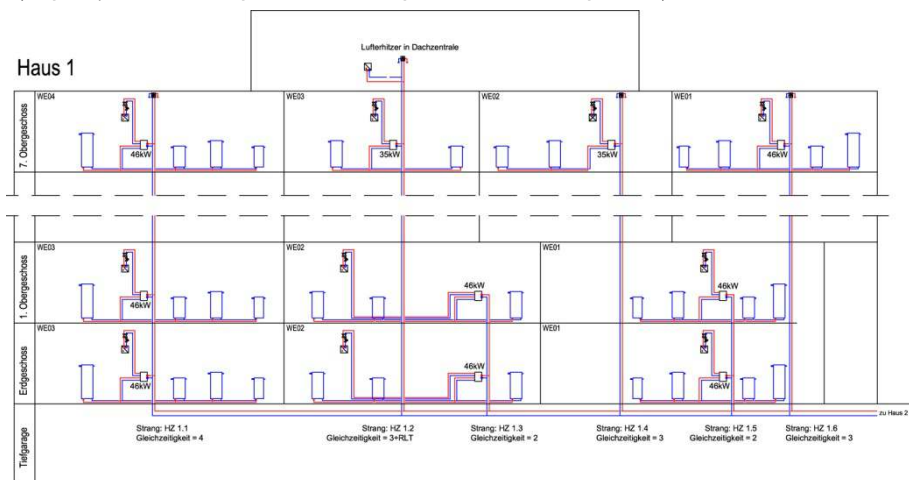 Lufterhitzer in Dachzentrale
Haus 1
7. Obergeschoss
WE04
WE03
WE02
WE01
46kW
35kW
35kW
46kW
1. Obergeschoss
WE03
WE02
WE01
46kW
46kW
46kW
Erdgeschoss
WE03
WE02
WE01
46kW
46kW
46kW
zu Haus 2
Tiefgarage
Strang: HZ 1.1
Gleichzeitigkeit = 4
Strang: HZ 1.2
Gleichzeitigkeit = 3+RLT
Strang: HZ 1.3
Gleichzeitigkeit = 2
Strang: HZ 1.4
Gleichzeitigkeit = 3
Strang: HZ 1.5
Gleichzeitigkeit = 2
Strang: HZ 1.6
Gleichzeitigkeit = 3